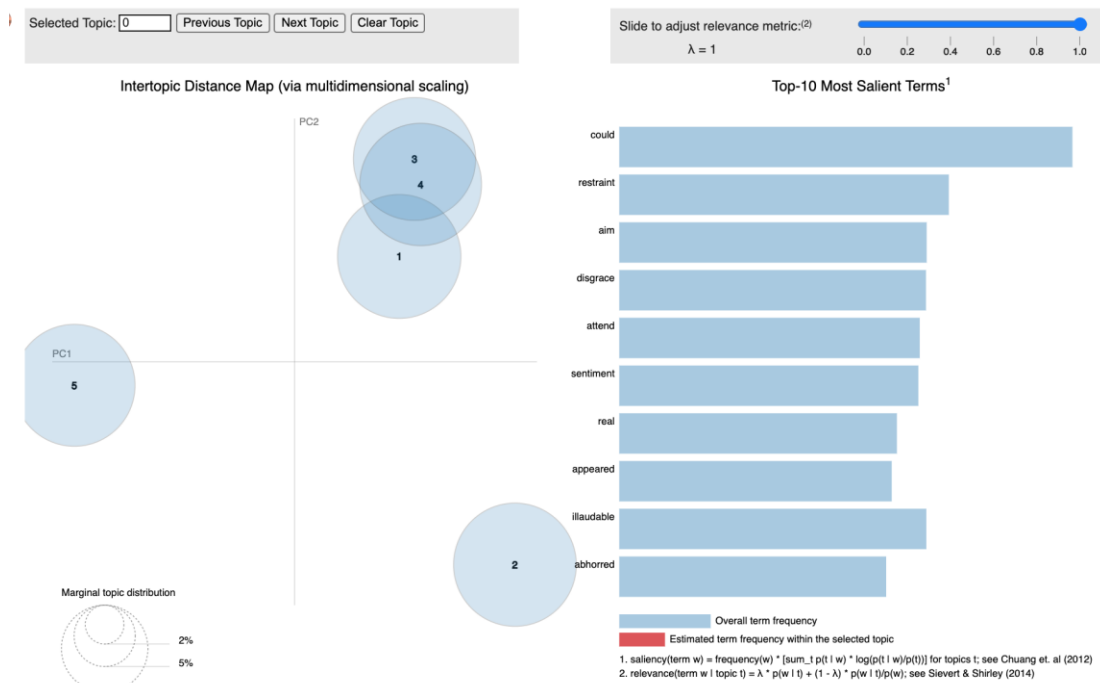 Selected Topic: 0 Previous Topic Next Topic Clear Topic
Slide to adjust relevance metric:(2)
λ = 1
0.0 0.2 0.4 0.6 0.8 1.0
Intertopic Distance Map (via multidimensional scaling)
PC2
3
4
1
PC1
5
2
Marginal topic distribution
2%
5%
Top-10 Most Salient Terms1
could
restraint
aim
disgrace
attend
sentiment
real
appeared
illaudable
abhorred
Overall term frequency
Estimated term frequency within the selected topic
1. saliency(term w) = frequency(w) * [sum_t p(t | w) * log(p(t | w)/p(t))] for topics t; see Chuang et. al (2012)
2. relevance(term w | topic t) = λ * p(w | t) + (1 - λ) * p(w | t)/p(w); see Sievert & Shirley (2014)